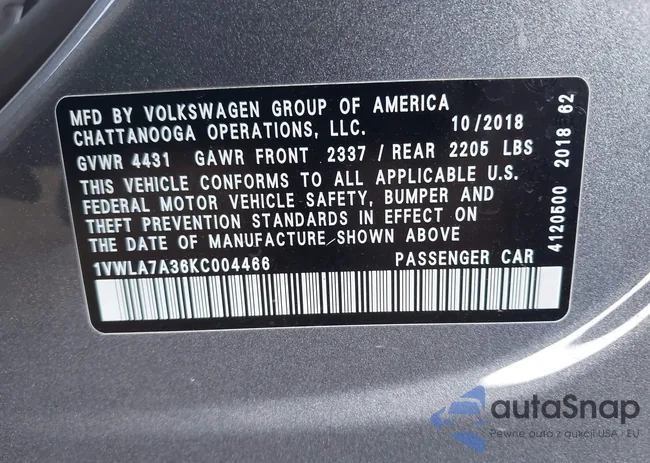 MFD BY VOLKSWAGEN GROUP OF AMERICA
CHATTANOOGA OPERATIONS, LLC. 10/2018
GVWR 4431 GAWR FRONT 2337 / REAR 2205 LBS
THIS VEHICLE CONFORMS TO ALL APPLICABLE U.S.
FEDERAL MOTOR VEHICLE SAFETY, BUMPER AND
THEFT PREVENTION STANDARDS IN EFFECT ON
THE DATE OF MANUFACTURE SHOWN ABOVE
1VWLA7A36KC004466 PASSENGER CAR
4120500 2018 62
autoSnap
Pewne auto z aukcji USA i EU